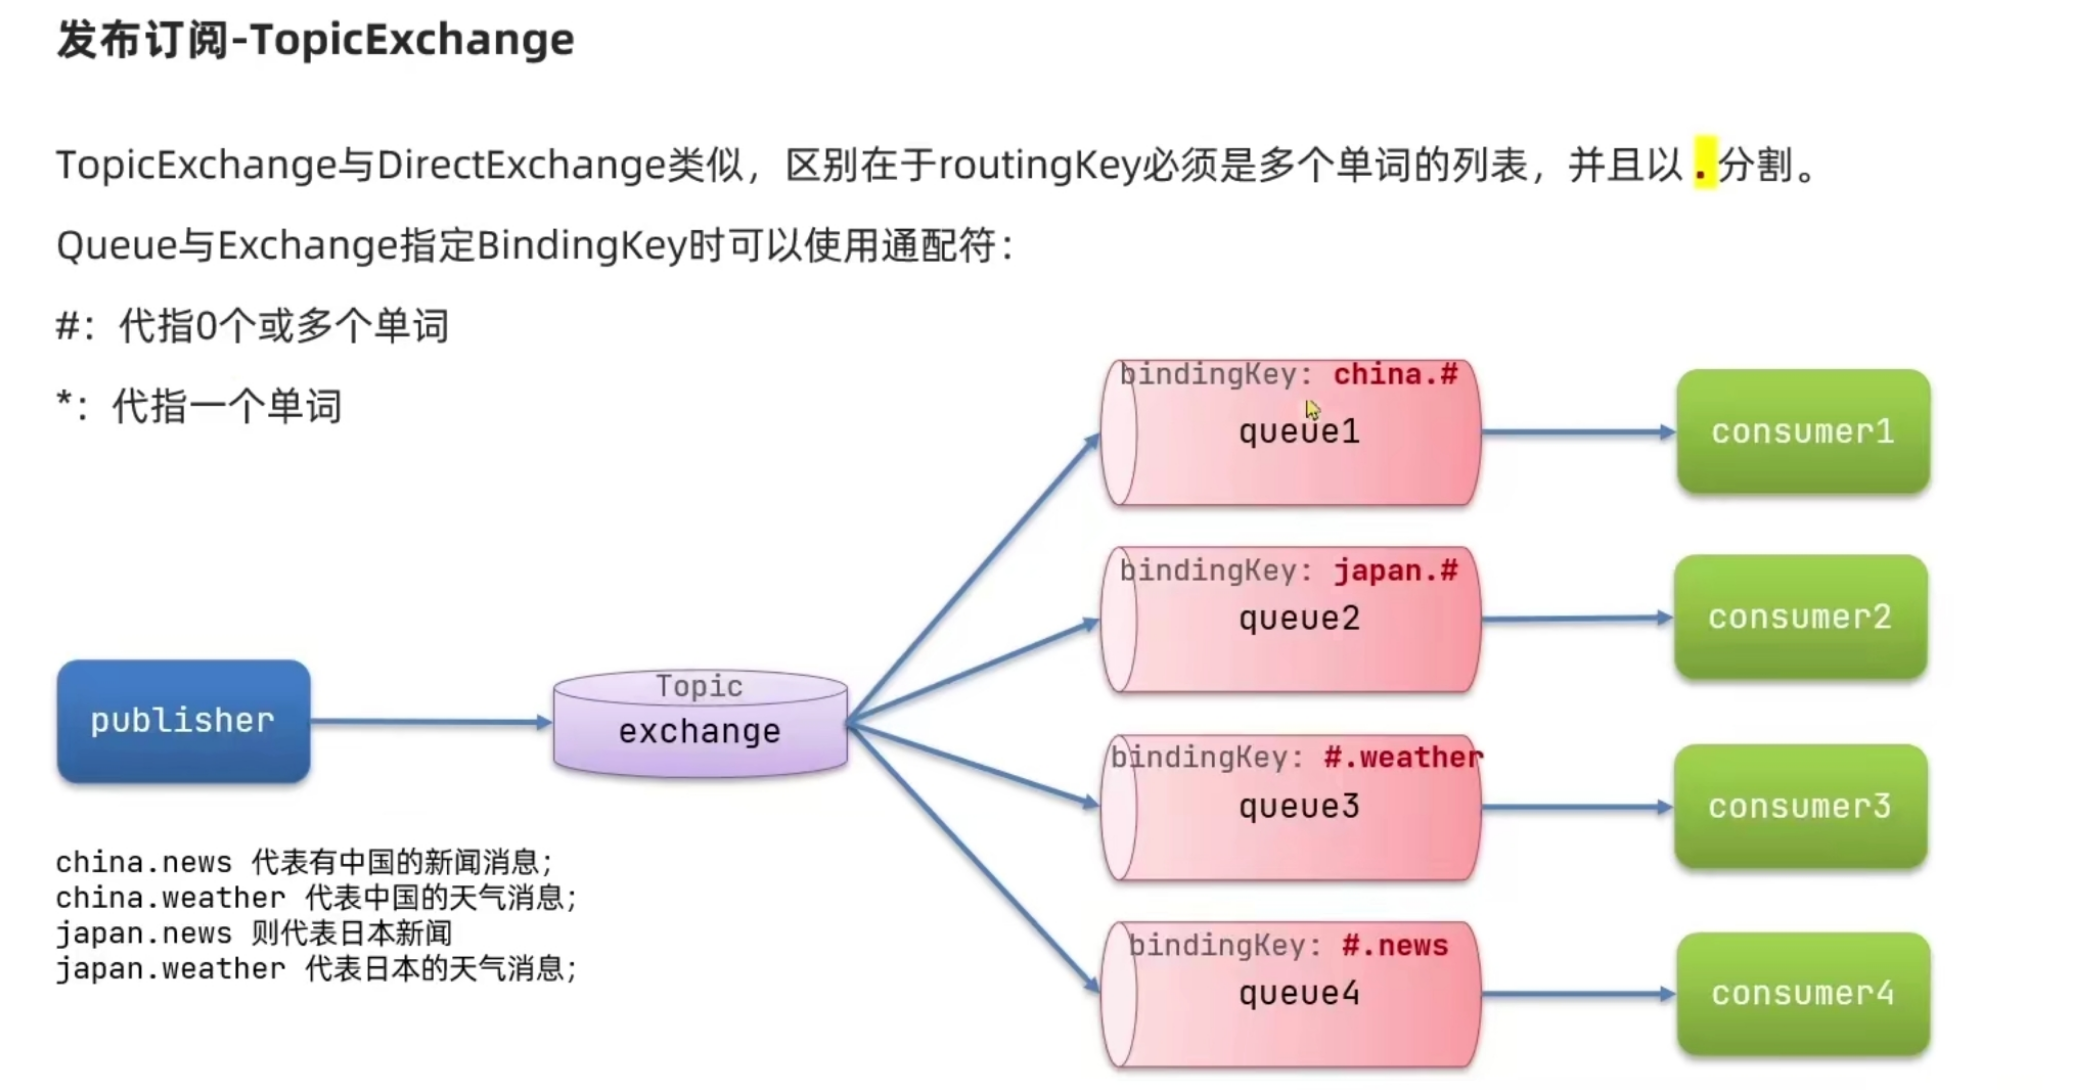 发布订阅-TopicExchange
TopicExchange与DirectExchange类似，区别在于routingKey必须是多个单词的列表，并且以 . 分割。
Queue与Exchange指定BindingKey时可以使用通配符：
#：代指0个或多个单词
*：代指一个单词
bindingKey: china.#
queue1
consumer1
bindingKey: japan.#
queue2
consumer2
publisher
Topic
exchange
bindingKey: #.weather
queue3
consumer3
china.news 代表有中国的新闻消息；
china.weather 代表中国的天气消息；
japan.news 则代表日本新闻
japan.weather 代表日本的天气消息；
bindingKey: #.news
queue4
consumer4